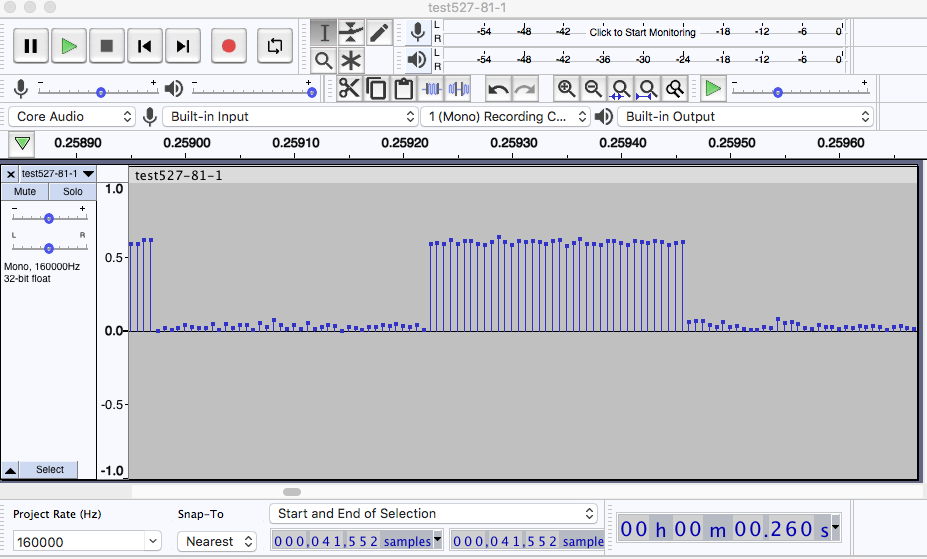 test527-81-1
L
R
-54 -48 -42 Click to Start Monitoring -18 -12 -6 0
L
R
-54 -48 -42 -36 -30 -24 -18 -12 -6 0
- + - +
- +
Core Audio Built-in Input 1 (Mono) Recording C... Built-in Output
0.25890 0.25900 0.25910 0.25920 0.25930 0.25940 0.25950 0.25960
test527-81-1
test527-81-1
Mute Solo
- +
L R
Mono, 160000Hz
32-bit float
1.0
0.5-
0.0-
-0.5-
-1.0
Select
Project Rate (Hz) Snap-To Start and End of Selection
160000 Nearest 000,041,552 samples 000,041,552 sample
00 h 00 m 00.260 s